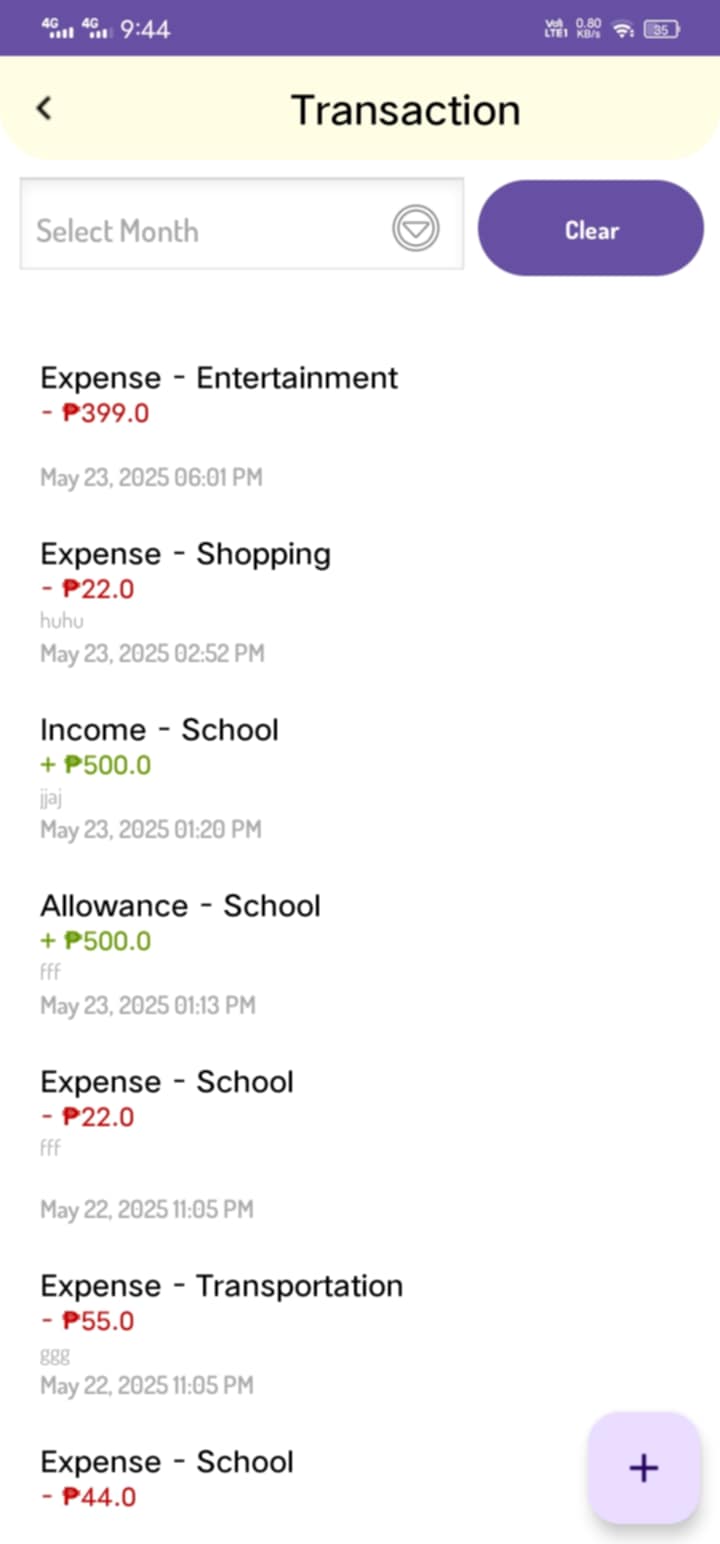 4G 4G 9:44 Vo) LTE1 0.80 KB/s 35
Transaction
Select Month
Clear
Expense - Entertainment
- ₱399.0
May 23, 2025 06:01 PM
Expense - Shopping
- ₱22.0
huhu
May 23, 2025 02:52 PM
Income - School
+ ₱500.0
jjaj
May 23, 2025 01:20 PM
Allowance - School
+ ₱500.0
fff
May 23, 2025 01:13 PM
Expense - School
- ₱22.0
fff
May 22, 2025 11:05 PM
Expense - Transportation
- ₱55.0
ggg
May 22, 2025 11:05 PM
Expense - School
- ₱44.0